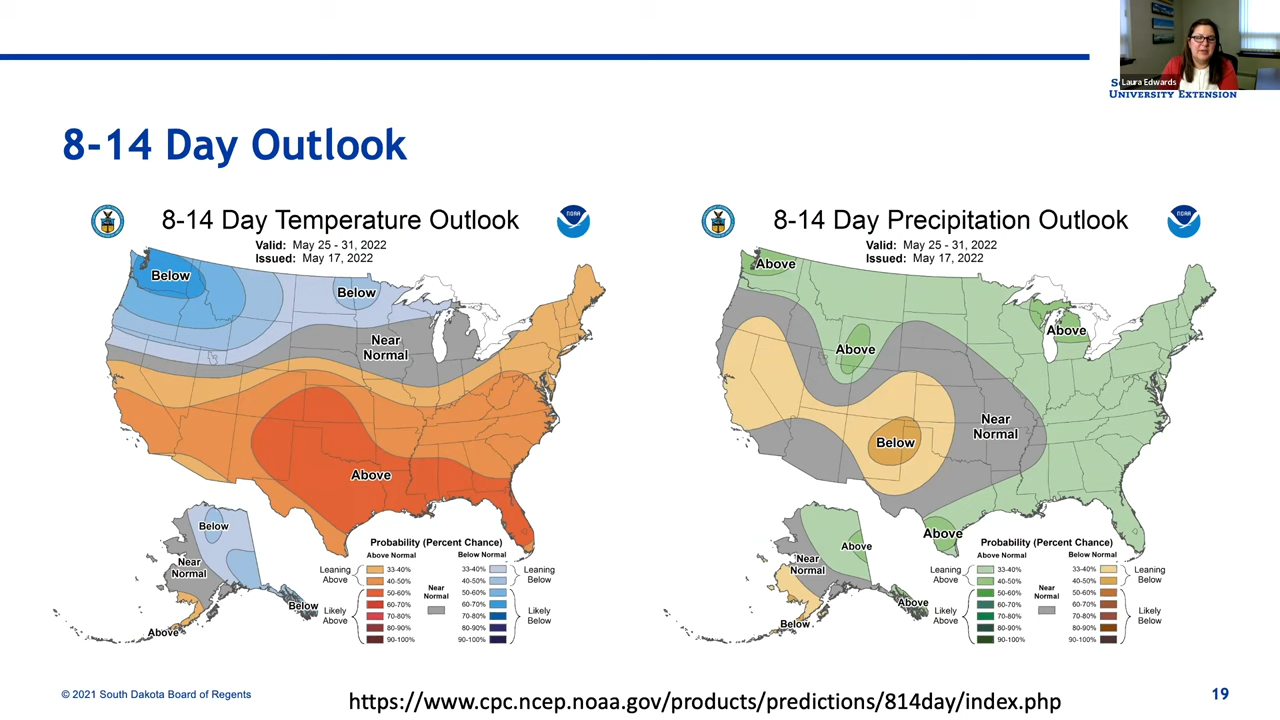 Laura Edwards
UNIVERSITY EXTENSION
8-14 Day Outlook
8-14 Day Temperature Outlook
NOAA
Valid: May 25 - 31, 2022
Issued: May 17, 2022
Below
Below
Near
Normal
Above
Below
Near
Normal
Below
Above
Probability (Percent Chance)
Above Normal
Below Normal
Leaning
Above
33-40%
40-50%
50-60%
60-70%
70-80%
80-90%
90-100%
Likely
Above
Near
Normal
33-40%
40-50%
50-60%
60-70%
70-80%
80-90%
90-100%
Leaning
Below
Likely
Below
8-14 Day Precipitation Outlook
NOAA
Valid: May 25 - 31, 2022
Issued: May 17, 2022
Above
Above
Above
Near
Normal
Below
Above
Above
Near
Normal
Above
Below
Probability (Percent Chance)
Above Normal
Below Normal
Leaning
Above
33-40%
40-50%
50-60%
60-70%
70-80%
80-90%
90-100%
Likely
Above
Near
Normal
33-40%
40-50%
50-60%
60-70%
70-80%
80-90%
90-100%
Leaning
Below
Likely
Below
© 2021 South Dakota Board of Regents
https://www.cpc.ncep.noaa.gov/products/predictions/814day/index.php
19